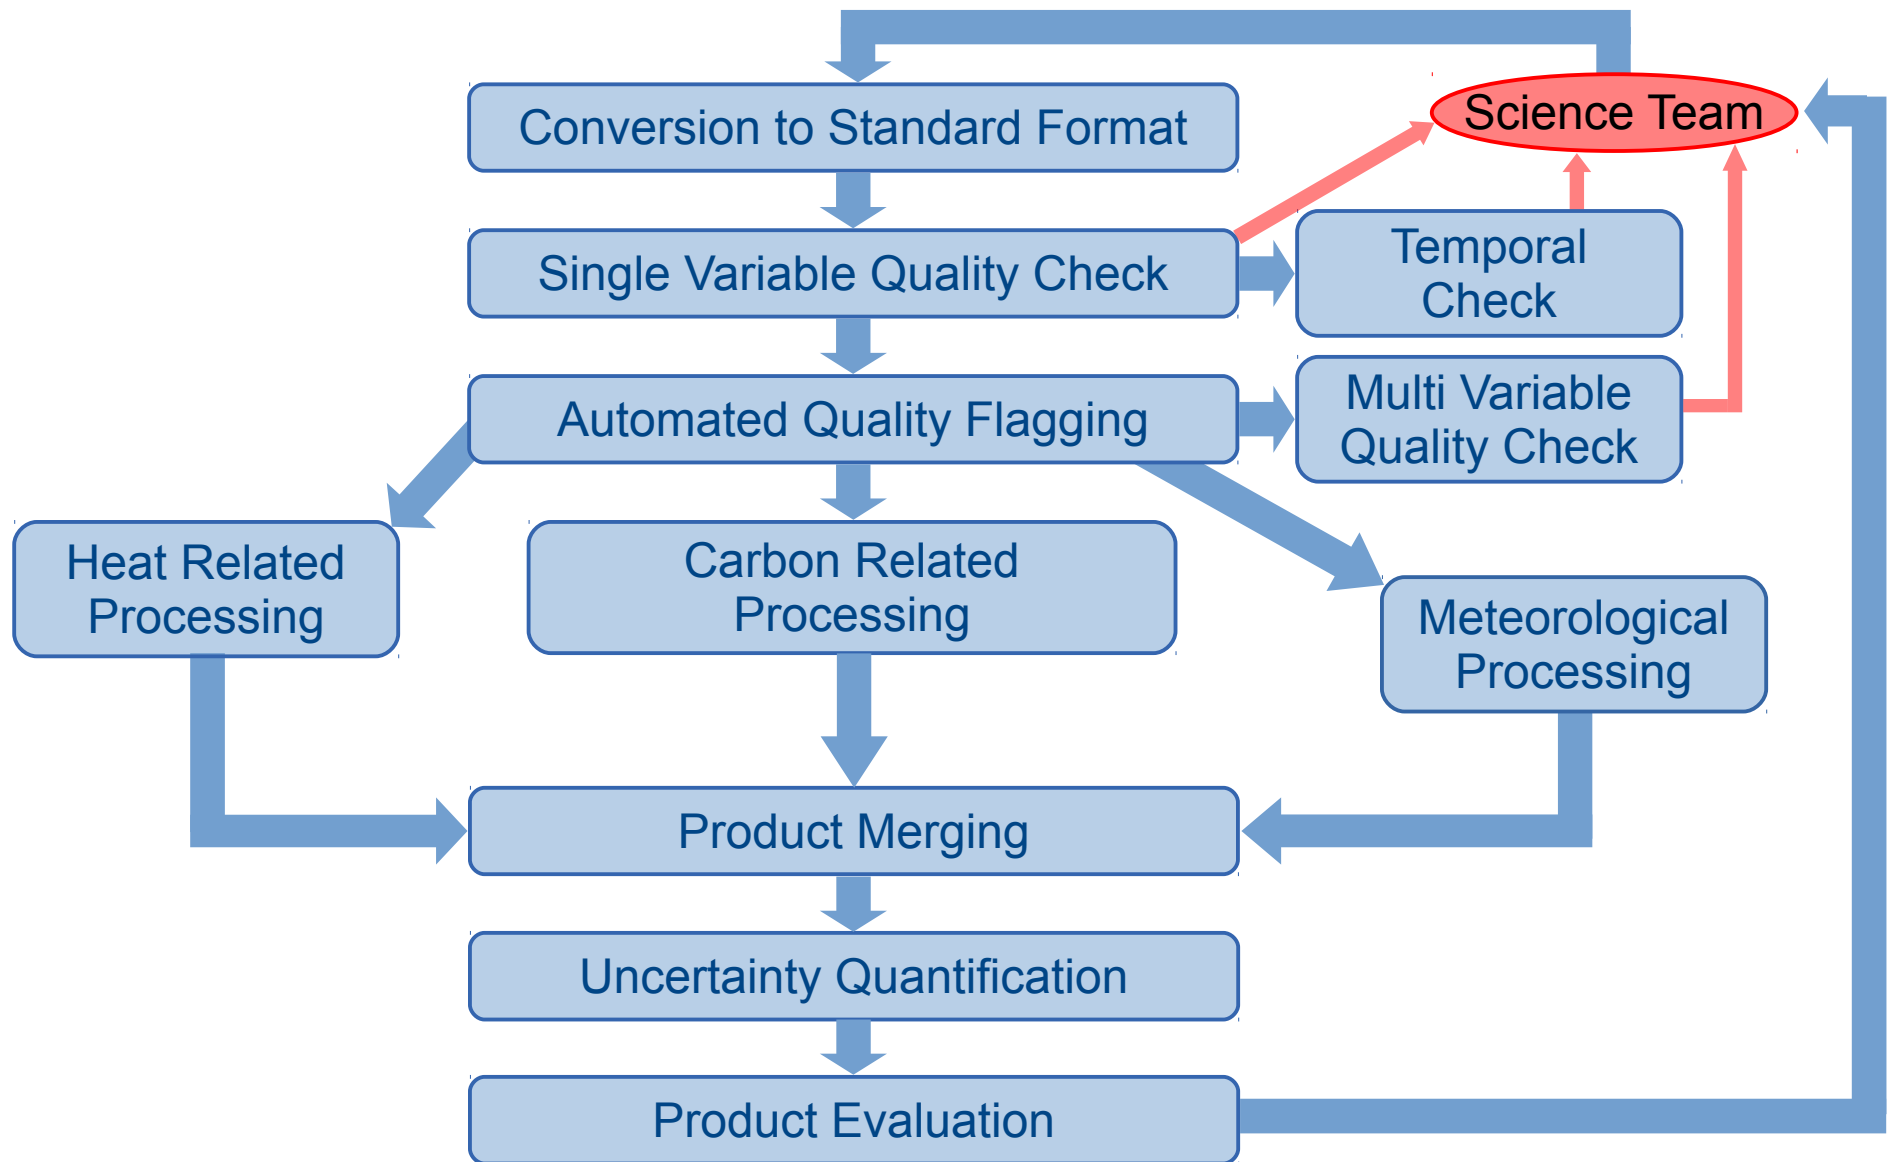 Conversion to Standard Format
Science Team
Single Variable Quality Check
Temporal
Check
Automated Quality Flagging
Multi Variable
Quality Check
Heat Related
Processing
Carbon Related
Processing
Meteorological
Processing
Product Merging
Uncertainty Quantification
Product Evaluation